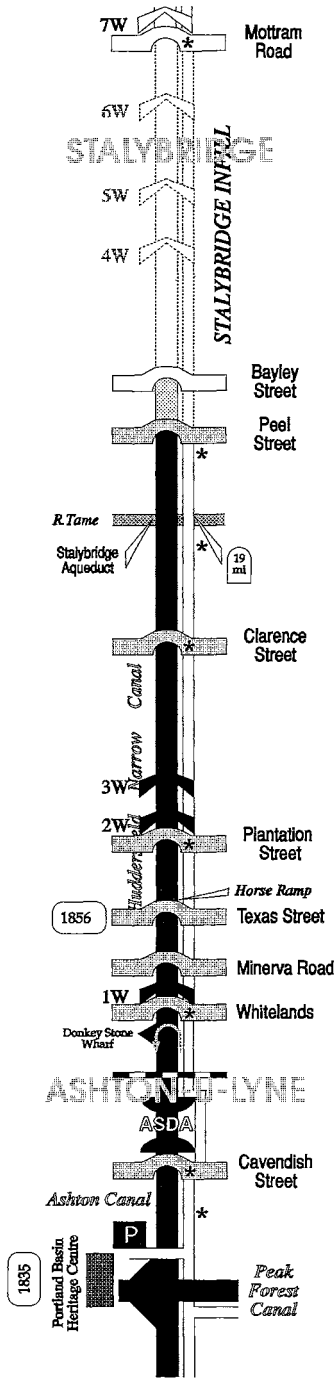 7W
*
Mottram
Road
6W
STALYBRIDGE
5W
4W
STALYBRIDGE INFILL
Bayley
Street
Peel
Street
*
R.Tame
Stalybridge
Aqueduct
*
19
mi
Clarence
Street
*
Huddersfield Narrow Canal
3W
2W
Plantation
Street
*
Horse Ramp
1856
Texas Street
Minerva Road
1W
Whitelands
*
Donkey Stone
Wharf
ASHTON-U-LYNE
ASDA
Cavendish
Street
*
Ashton Canal
*
P
1835
Portland Basin
Heritage Centre
Peak
Forest
Canal